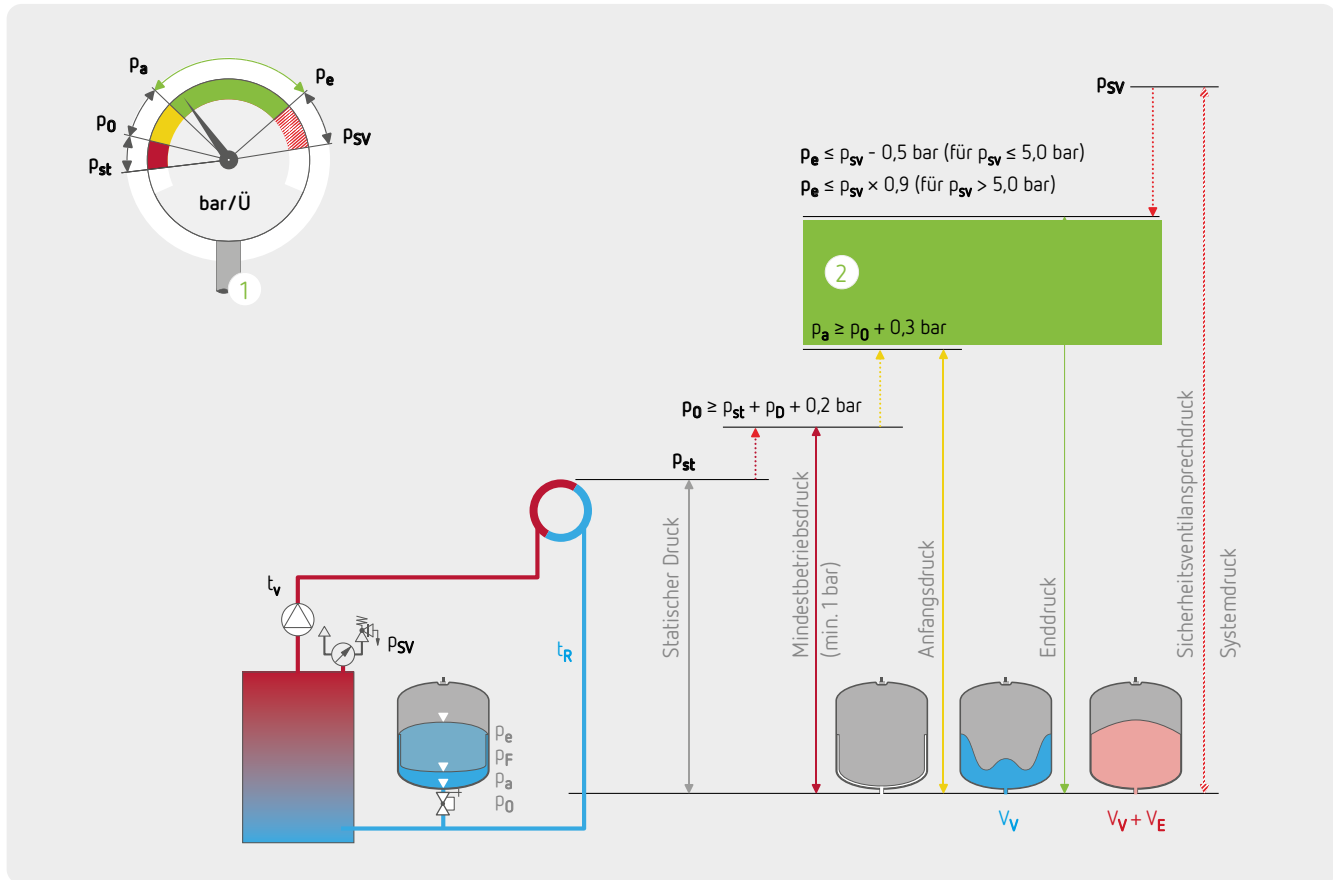 pa
pe
p0
pSV
pst
bar/Ü
1
pSV
pe ≤ psv - 0,5 bar (für psv ≤ 5,0 bar)
pe ≤ psv × 0,9 (für psv > 5,0 bar)
2
pa ≥ p0 + 0,3 bar
p0 ≥ pst + pD + 0,2 bar
pst
Statischer Druck
Mindestbetriebsdruck
(min. 1 bar)
Anfangsdruck
Enddruck
Sicherheitsventilansprechdruck
Systemdruck
tv
pSV
tR
pe
pF
pa
p0
VV
VV + VE